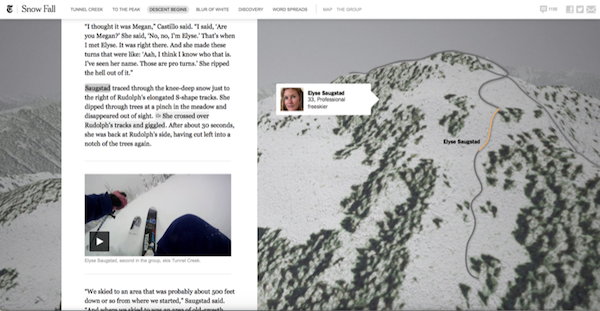 Snow Fall
TUNNEL CREEK TO THE PEAK DESCENT BEGINS BLUR OF WHITE DISCOVERY WORD SPREADS MAP THE GROUP
“I thought it was Megan,” Castillo said. “I said, ‘Are
you Megan?’ She said, ‘No, no, I’m Elyse.’ That’s when
I met Elyse. It was right there. And she made these
turns that were like: ‘Aah, I think I know who that is.
I’ve seen her name. Those are pro turns.’ She ripped
the hell out of it.”
Saugstad traced through the knee-deep snow just to
the right of Rudolph’s elongated S-shape tracks. She
dipped through trees at a pinch in the meadow and
disappeared out of sight. She crossed over
Rudolph’s tracks and giggled. After about 30 seconds,
she was back at Rudolph’s side, having cut left into a
notch of the trees again.
Elyse Saugstad, second in the group, skis Tunnel Creek.
“We skied to an area that was probably about 500 feet
down or so from where we started,” Saugstad said.
“And where we skied to was an area of old-growth
Elyse Saugstad
33, Professional
freeskier
Elyse Saugstad